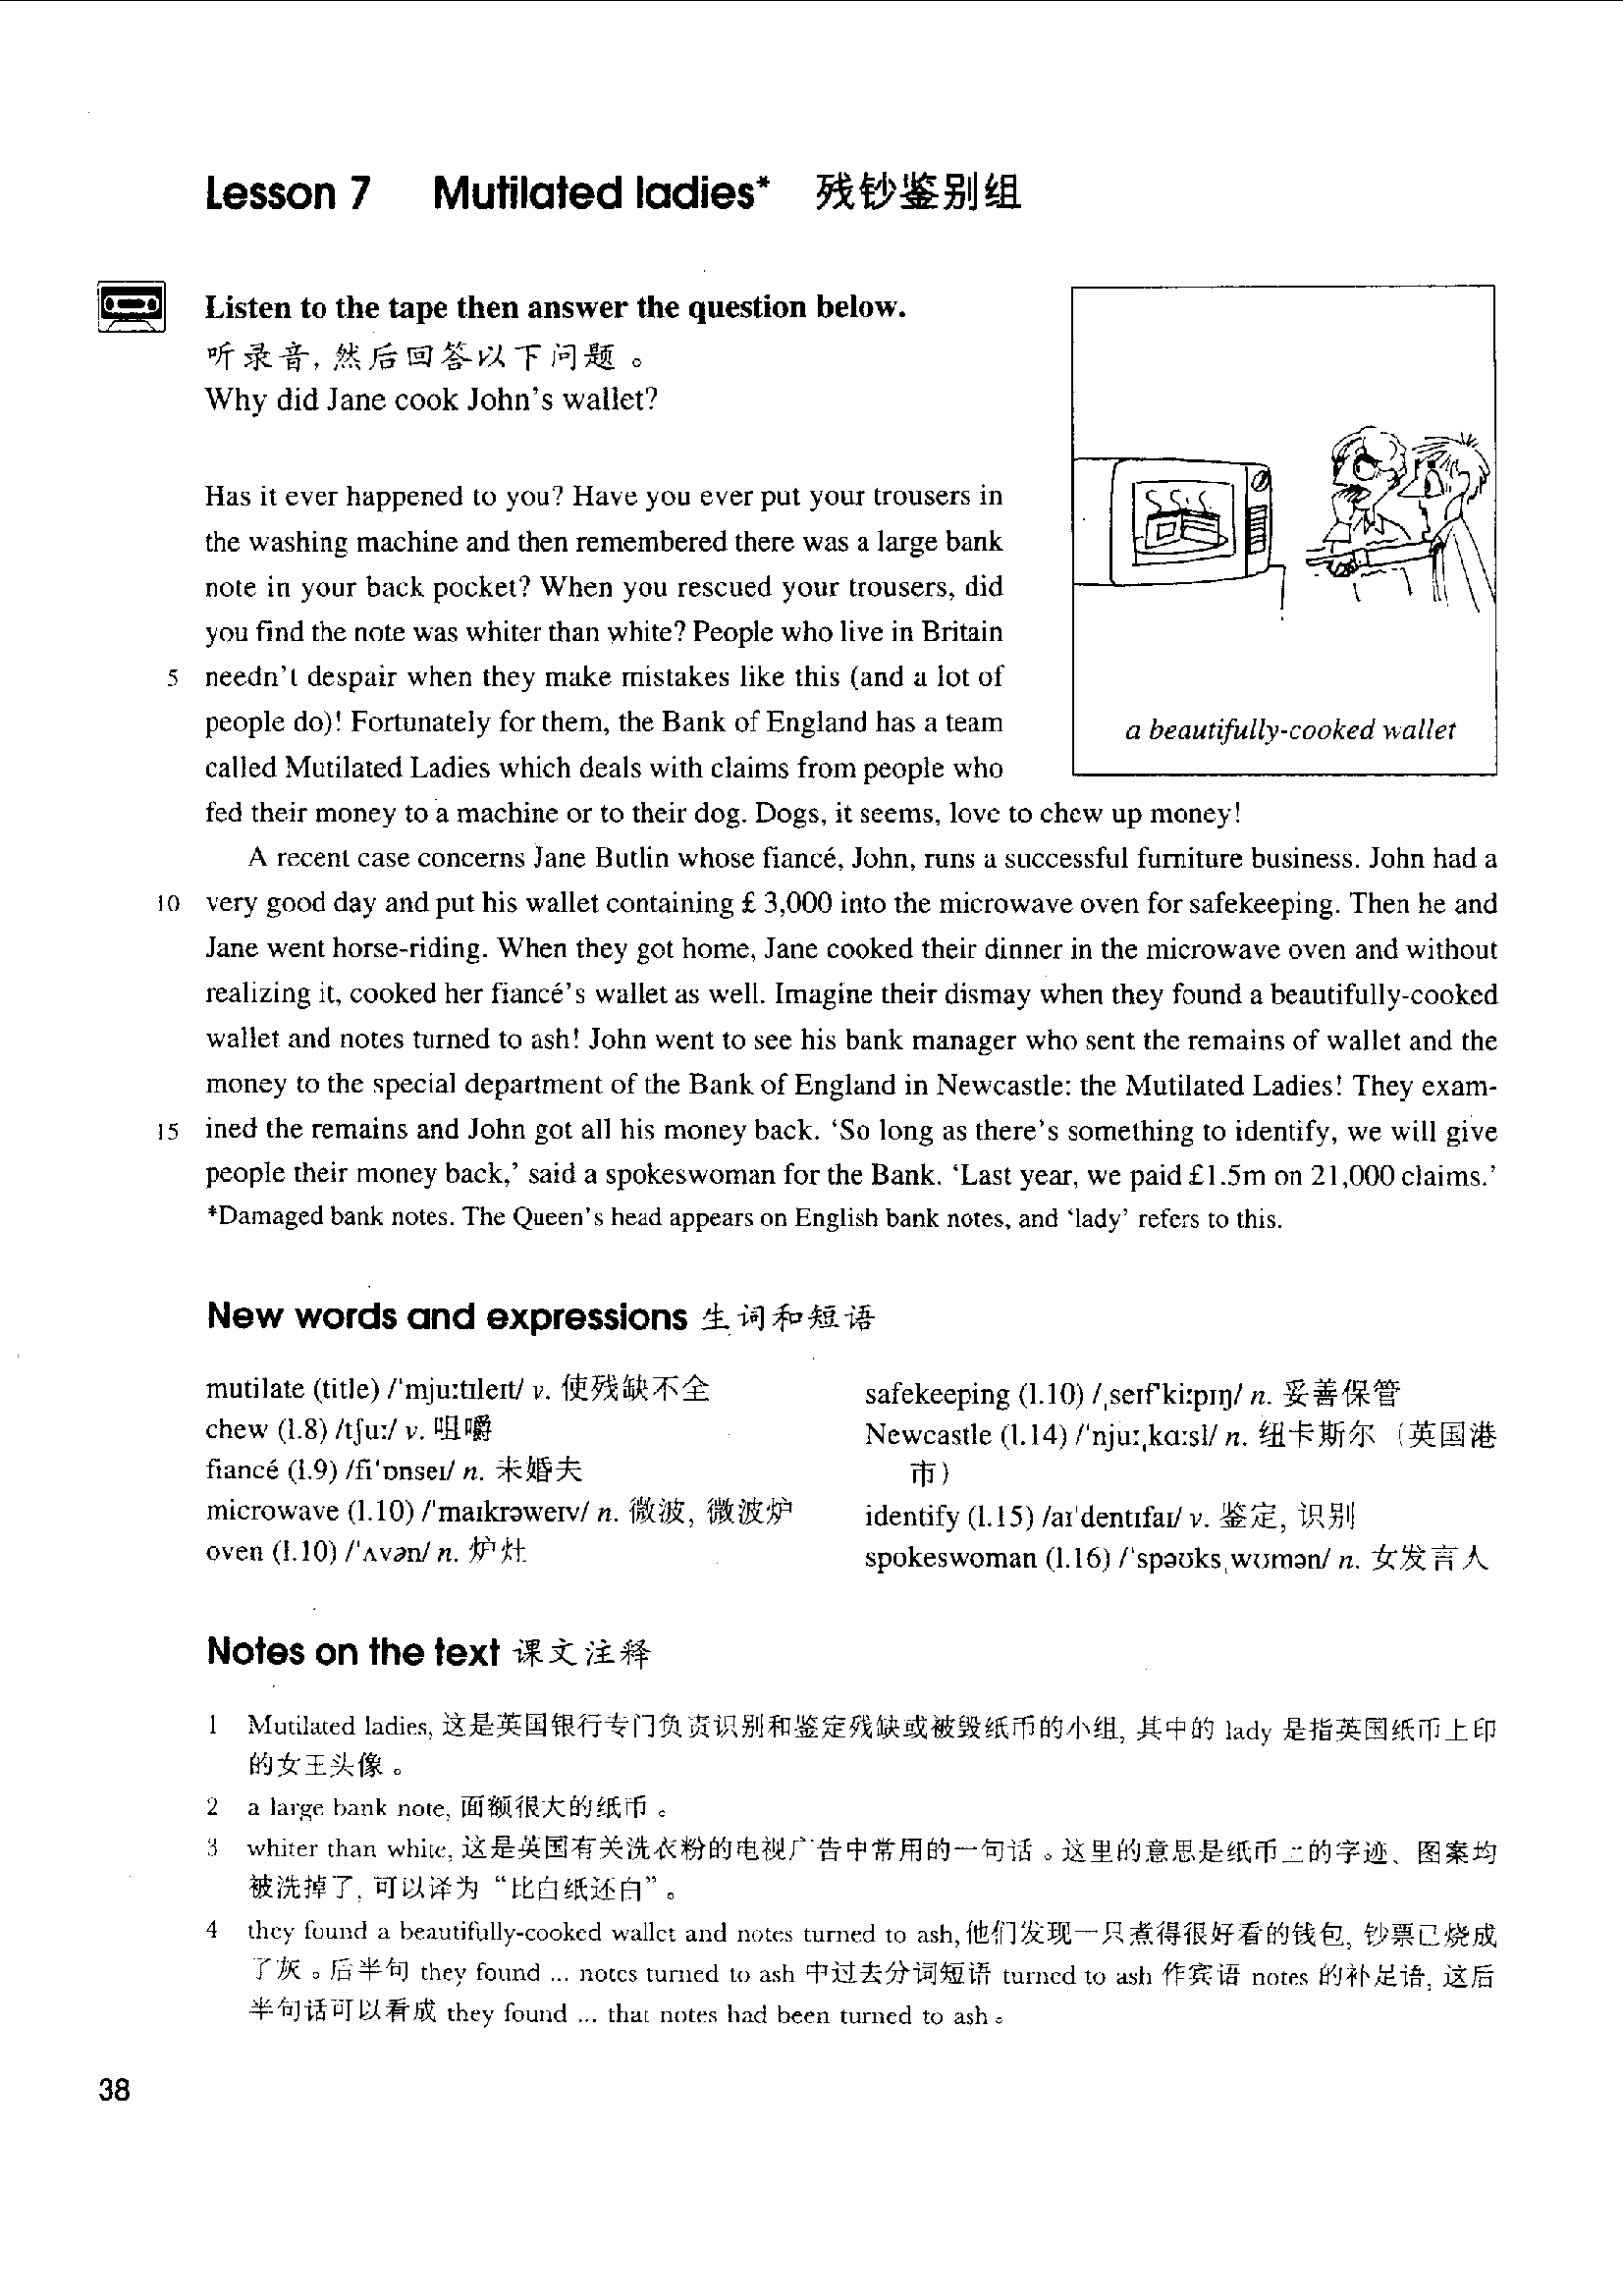 Lesson 7 Mutilated ladies* 残钞鉴别组
Listen to the tape then answer the question below.
听录音, 然后回答以下问题。
Why did Jane cook John's wallet?
Has it ever happened to you? Have you ever put your trousers in
the washing machine and then remembered there was a large bank
note in your back pocket? When you rescued your trousers, did
you find the note was whiter than white? People who live in Britain
5 needn't despair when they make mistakes like this (and a lot of
people do)! Fortunately for them, the Bank of England has a team
called Mutilated Ladies which deals with claims from people who
fed their money to a machine or to their dog. Dogs, it seems, love to chew up money!
a beautifully-cooked wallet
A recent case concerns Jane Butlin whose fiancé, John, runs a successful furniture business. John had a
10 very good day and put his wallet containing £ 3,000 into the microwave oven for safekeeping. Then he and
Jane went horse-riding. When they got home, Jane cooked their dinner in the microwave oven and without
realizing it, cooked her fiancé's wallet as well. Imagine their dismay when they found a beautifully-cooked
wallet and notes turned to ash! John went to see his bank manager who sent the remains of wallet and the
money to the special department of the Bank of England in Newcastle: the Mutilated Ladies! They exam-
15 ined the remains and John got all his money back. 'So long as there's something to identify, we will give
people their money back,' said a spokeswoman for the Bank. 'Last year, we paid £1.5m on 21,000 claims.'
*Damaged bank notes. The Queen's head appears on English bank notes, and 'lady' refers to this.
New words and expressions 生词和短语
mutilate (title) /ˈmjuːtɪleɪt/ v. 使残缺不全
chew (l.8) /tʃuː/ v. 咀嚼
fiancé (l.9) /fiˈɒnseɪ/ n. 未婚夫
microwave (l.10) /ˈmaɪkrəweɪv/ n. 微波, 微波炉
oven (l.10) /ˈʌvən/ n. 炉灶
safekeeping (l.10) /ˌseɪfˈkiːpɪŋ/ n. 妥善保管
Newcastle (l.14) /ˈnjuːˌkɑːsl/ n. 纽卡斯尔 (英国港
市)
identify (l.15) /aɪˈdentɪfaɪ/ v. 鉴定, 识别
spokeswoman (l.16) /ˈspəʊksˌwʊmən/ n. 女发言人
Notes on the text 课文注释
1 Mutilated ladies, 这是英国银行专门负责识别和鉴定残缺或被毁纸币的小组, 其中的 lady 是指英国纸币上印
的女王头像。
2 a large bank note, 面额很大的纸币。
3 whiter than white, 这是英国有关洗衣粉的电视广告中常用的一句话。这里的意思是纸币上的字迹、图案均
被洗掉了, 可以译为 “比白纸还白”。
4 they found a beautifully-cooked wallet and notes turned to ash, 他们发现一只煮得很好看的钱包, 钞票已烧成
了灰。后半句 they found ... notes turned to ash 中过去分词短语 turned to ash 作宾语 notes 的补足语, 这后
半句话可以看成 they found ... that notes had been turned to ash。
38